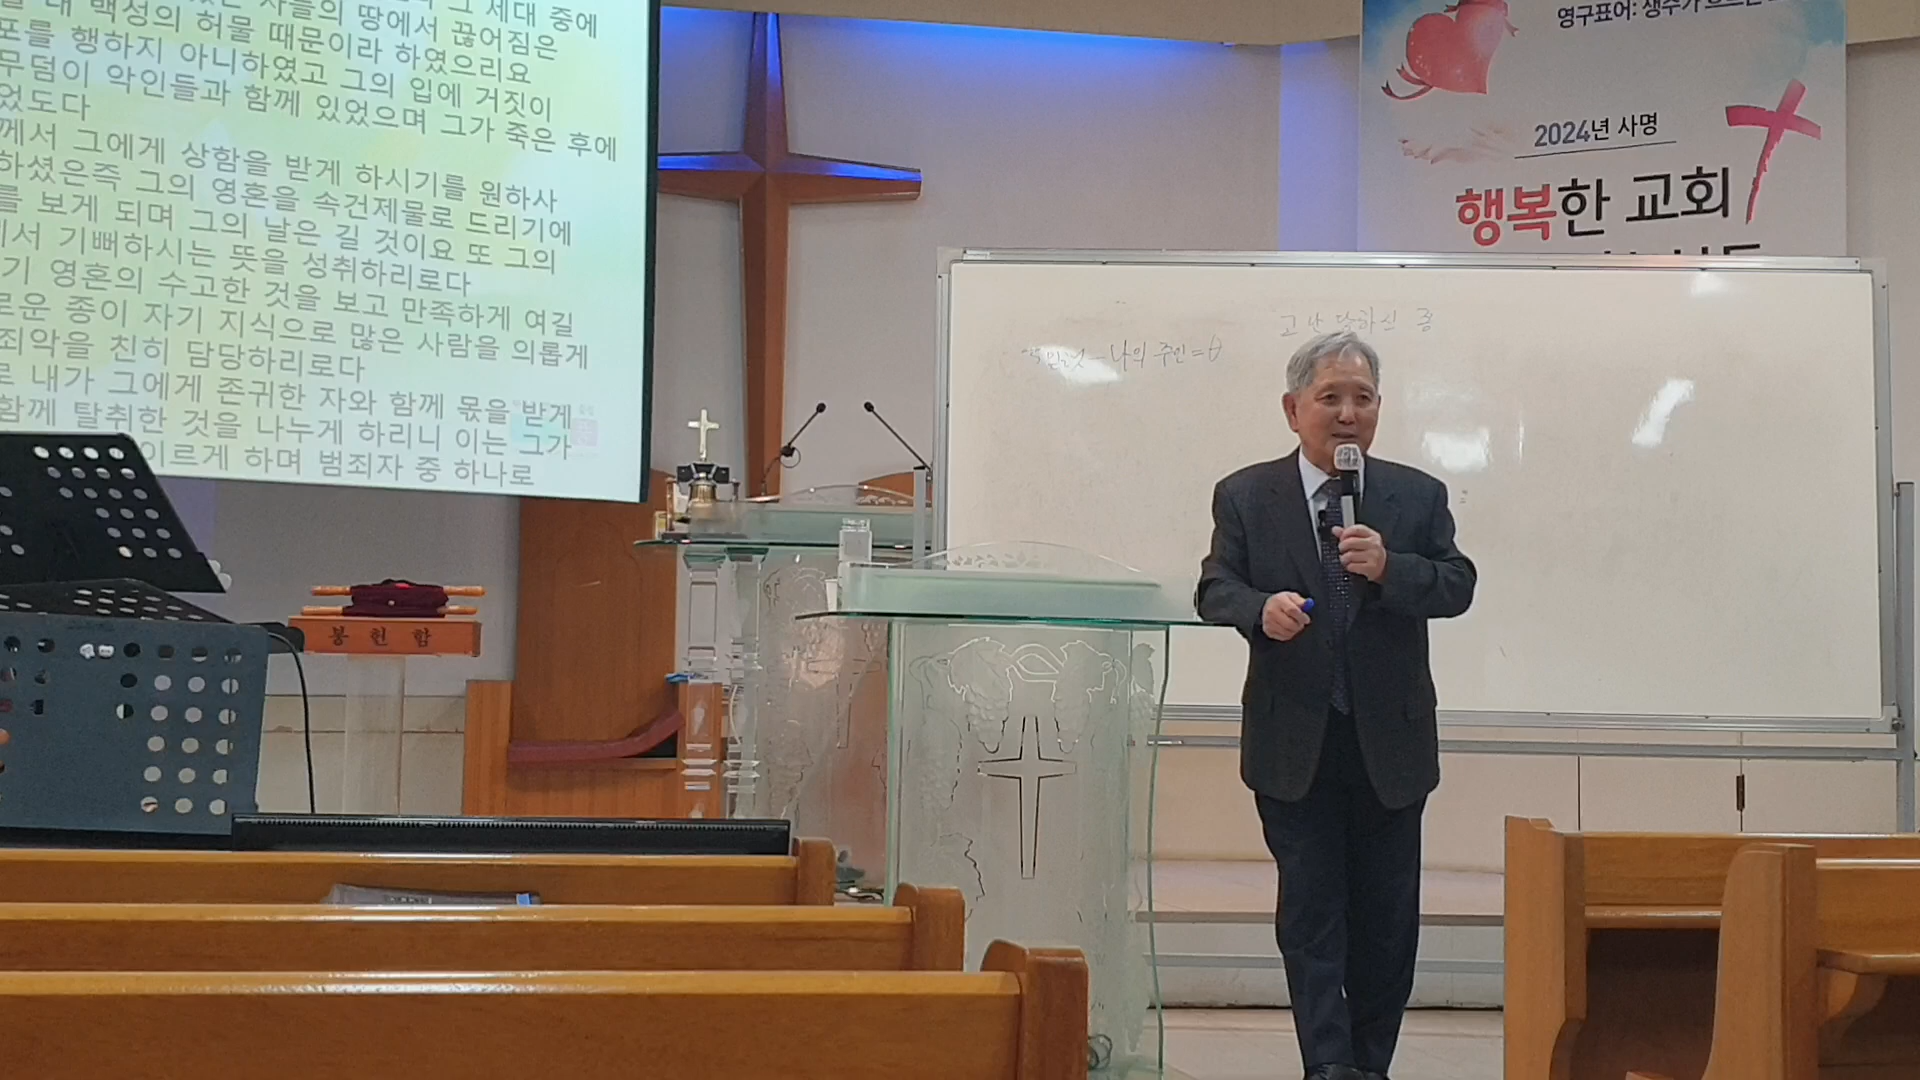 그 세대 중에
자들의 땅에서 끊어짐은
내 백성의 허물 때문이라 하였으리요
포를 행하지 아니하였고 그의 입에 거짓이
무덤이 악인들과 함께 있었으며 그가 죽은 후에
었도다
께서 그에게 상함을 받게 하시기를 원하사
하셨은즉 그의 영혼을 속건제물로 드리기에
를 보게 되며 그의 날은 길 것이요 또 그의
에서 기뻐하시는 뜻을 성취하리로다
기 영혼의 수고한 것을 보고 만족하게 여길
로운 종이 자기 지식으로 많은 사람을 의롭게
죄악을 친히 담당하리로다
로 내가 그에게 존귀한 자와 함께 몫을 받게
함께 탈취한 것을 나누게 하리니 이는 그가
이르게 하며 범죄자 중 하나로
영구표어: 생수가
2024년 사명
행복한 교회
고난 당하신 종
나의 주인 =
봉헌함